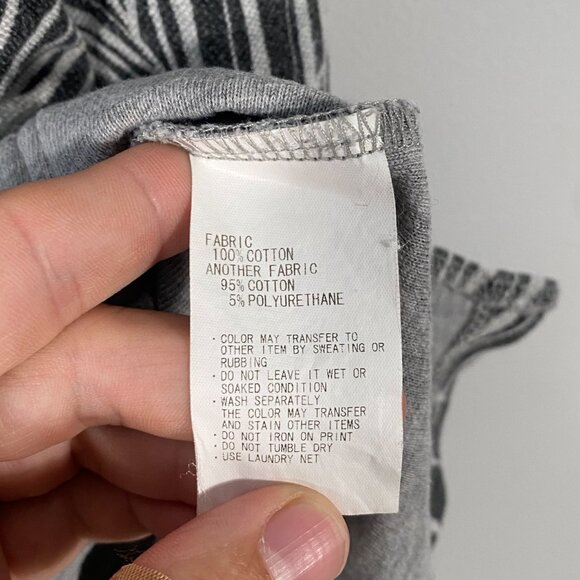 FABRIC
100% COTTON
ANOTHER FABRIC
95% COTTON
5% POLYURETHANE
· COLOR MAY TRANSFER TO
OTHER ITEM BY SWEATING OR
RUBBING
· DO NOT LEAVE IT WET OR
SOAKED CONDITION
· WASH SEPARATELY
THE COLOR MAY TRANSFER
AND STAIN OTHER ITEMS
· DO NOT IRON ON PRINT
· DO NOT TUMBLE DRY
· USE LAUNDRY NET